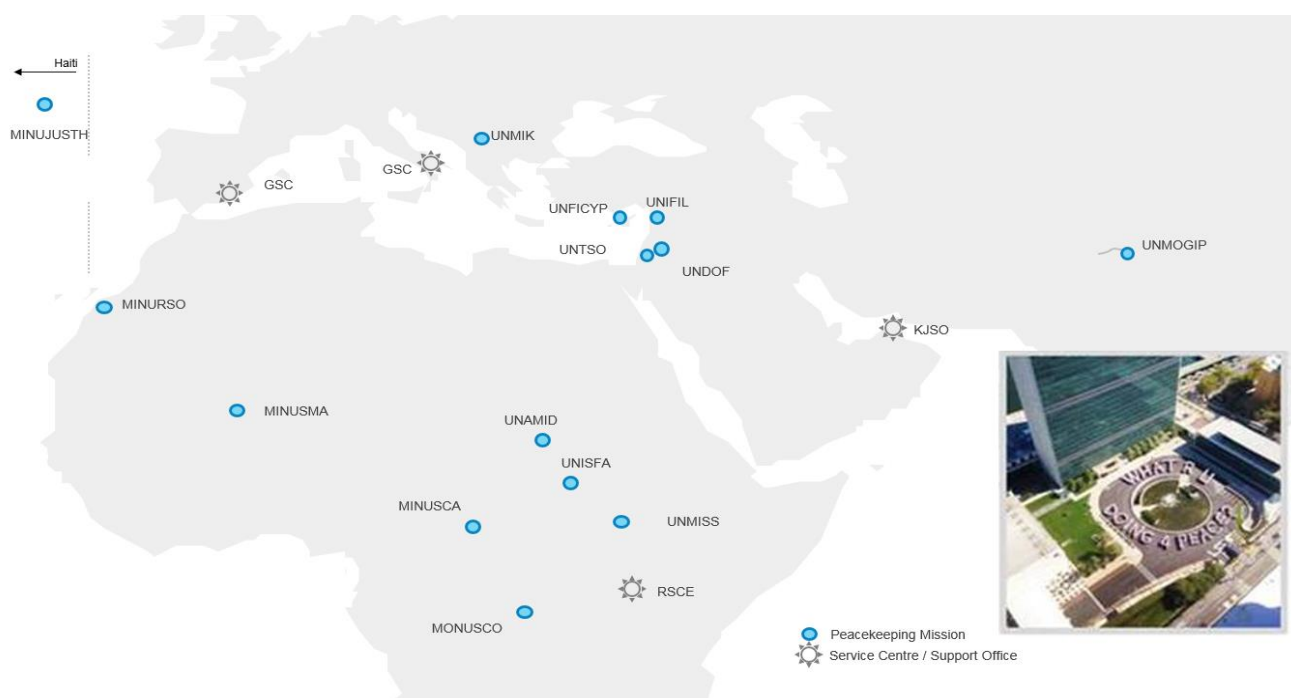 Haiti
MINUJUSTH
UNMIK
GSC
GSC
UNFICYP
UNIFIL
UNTSO
UNDOF
UNMOGIP
MINURSO
KJSO
MINUSMA
UNAMID
UNISFA
MINUSCA
UNMISS
RSCE
MONUSCO
WHAT R U
DOING 4 PEACE?
Peacekeeping Mission
Service Centre / Support Office